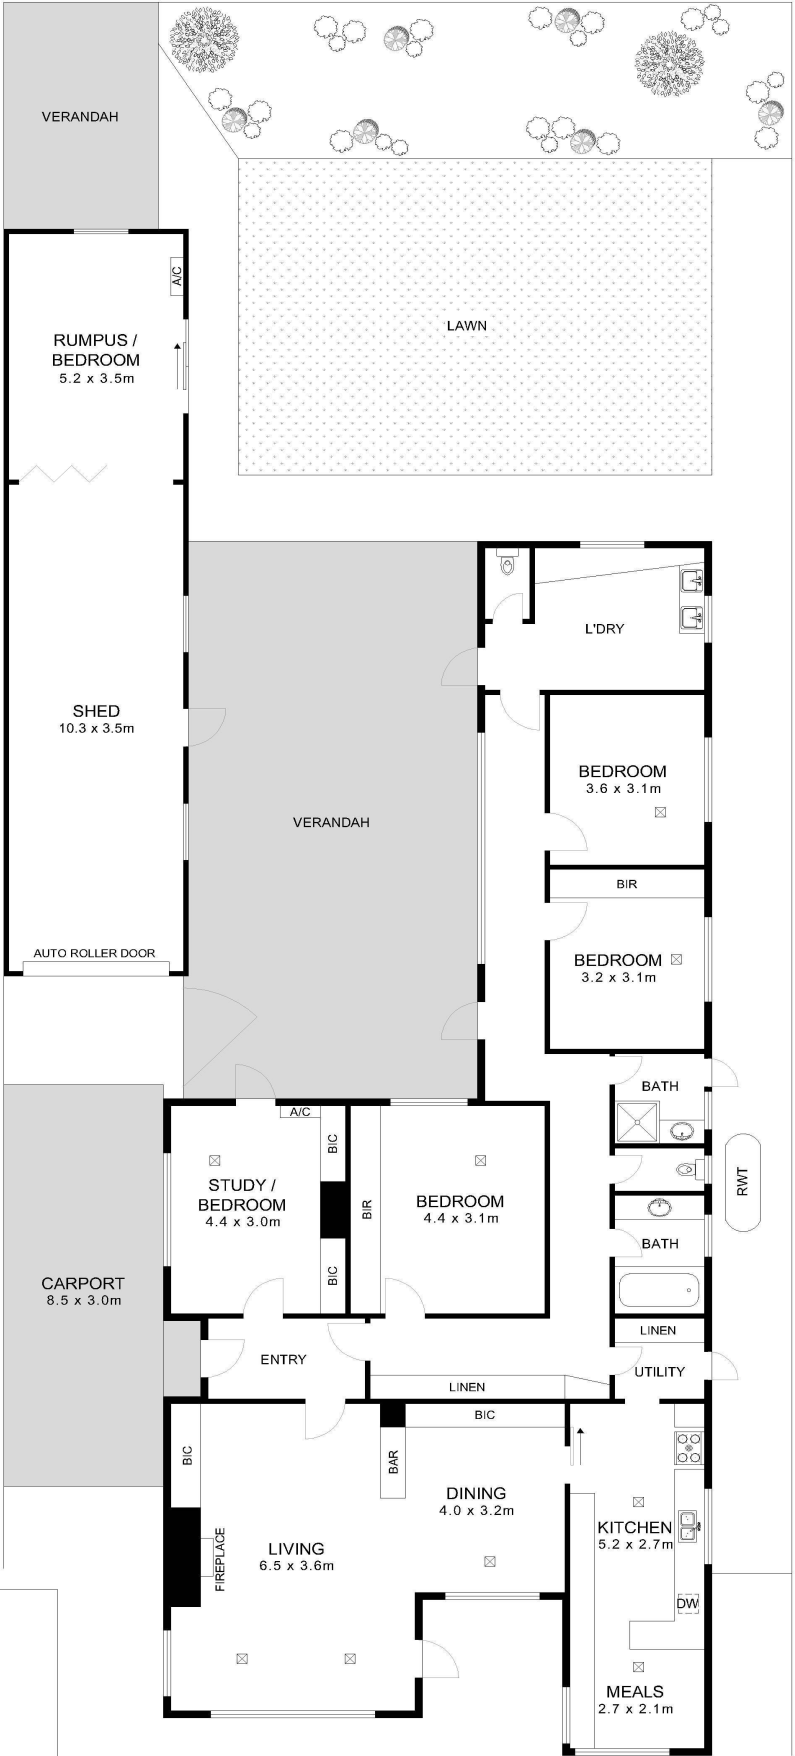 VERANDAH
A/C
RUMPUS /
BEDROOM
5.2 x 3.5m
LAWN
L'DRY
SHED
10.3 x 3.5m
BEDROOM
3.6 x 3.1m
VERANDAH
BIR
AUTO ROLLER DOOR
BEDROOM
3.2 x 3.1m
BATH
A/C
BIC
STUDY /
BEDROOM
4.4 x 3.0m
BIR
BEDROOM
4.4 x 3.1m
RWT
BATH
BIC
CARPORT
8.5 x 3.0m
LINEN
ENTRY
UTILITY
LINEN
BIC
BIC
BAR
DINING
4.0 x 3.2m
KITCHEN
5.2 x 2.7m
LIVING
6.5 x 3.6m
FIREPLACE
DW
MEALS
2.7 x 2.1m